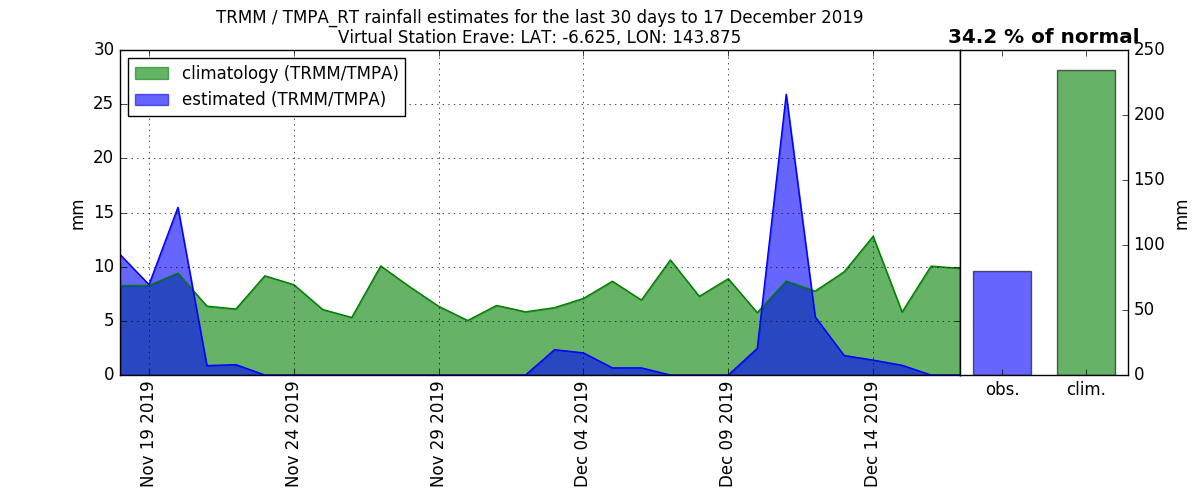 TRMM / TMPA_RT rainfall estimates for the last 30 days to 17 December 2019
Virtual Station Erave: LAT: -6.625, LON: 143.875
34.2 % of normal
climatology (TRMM/TMPA)
estimated (TRMM/TMPA)
30
25
20
15
10
5
0
mm
Nov 19 2019
Nov 24 2019
Nov 29 2019
Dec 04 2019
Dec 09 2019
Dec 14 2019
obs.
clim.
250
200
150
100
50
0
mm